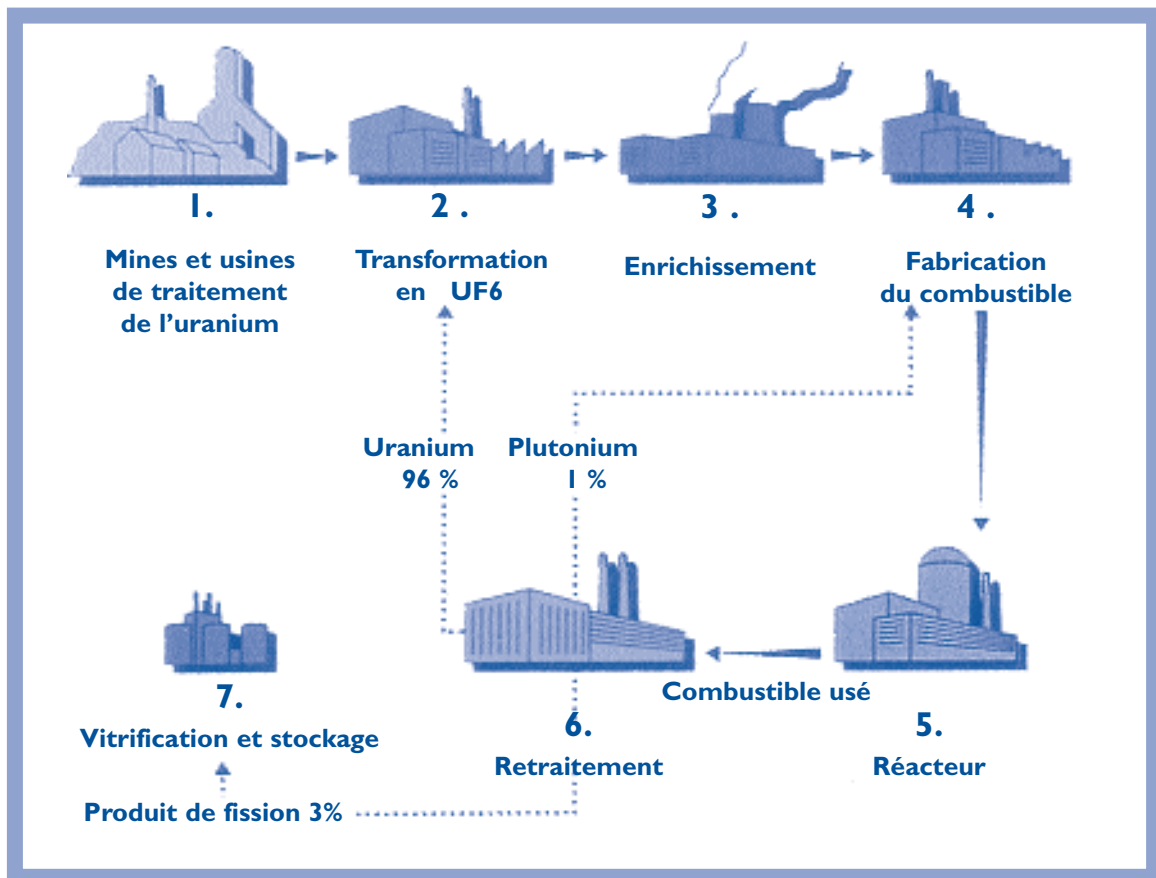 1.
Mines et usines
de traitement
de l'uranium
2 .
Transformation
en UF6
3 .
Enrichissement
4 .
Fabrication
du combustible
Uranium
96 %
Plutonium
1 %
7.
Vitrification et stockage
Produit de fission 3%
6.
Retraitement
Combustible usé
5.
Réacteur